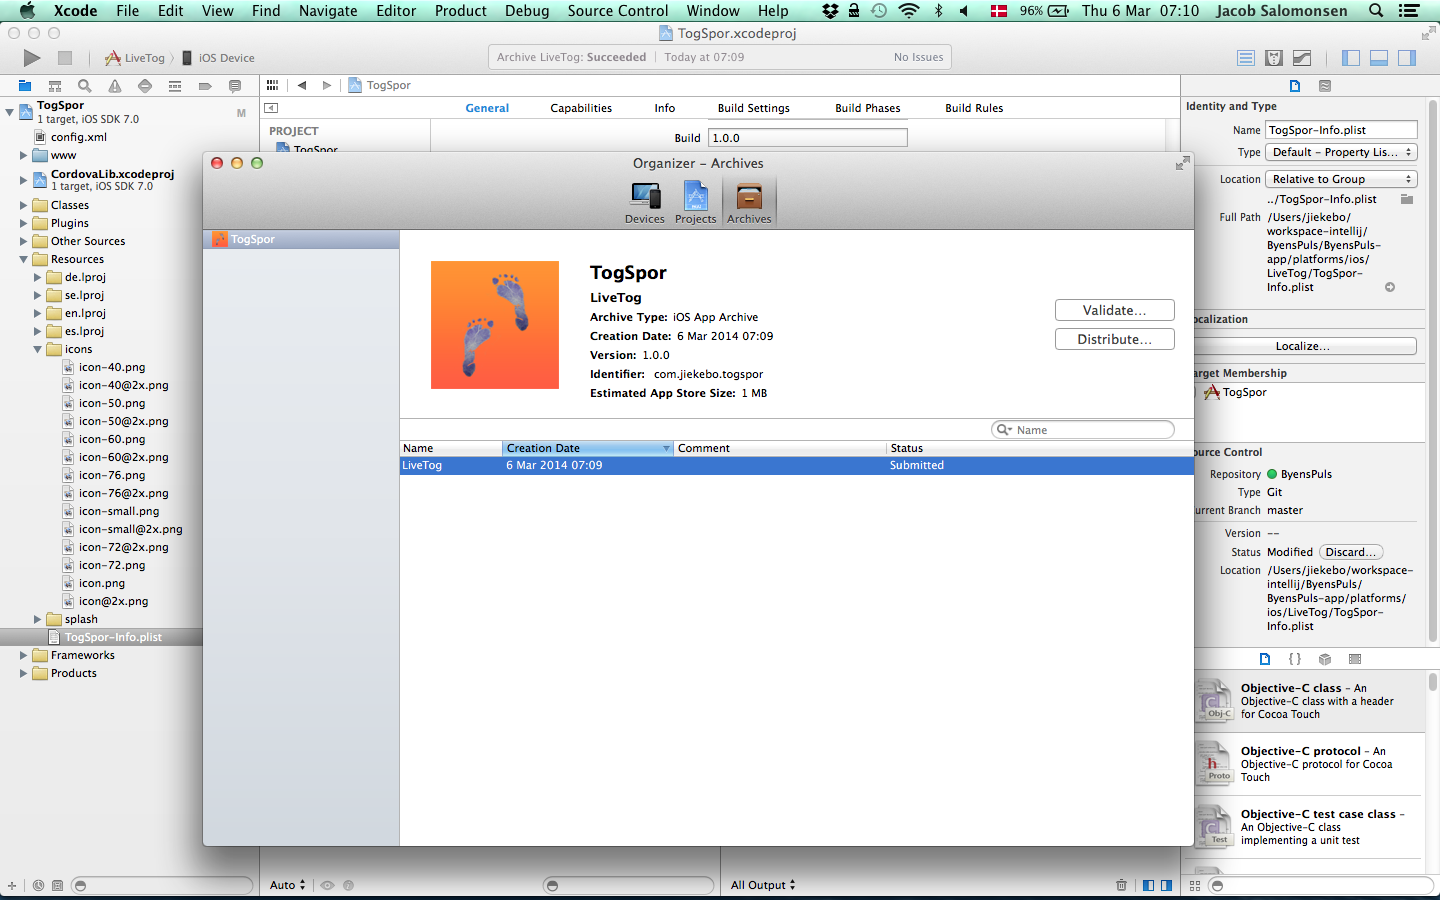 Xcode File Edit View Find Navigate Editor Product Debug Source Control Window Help 96% Thu 6 Mar 07:10 Jacob Salomonsen
TogSpor.xcodeproj
LiveTog iOS Device
Archive LiveTog: Succeeded Today at 07:09 No Issues
TogSpor
1 target, iOS SDK 7.0
M
config.xml
www
CordovaLib.xcodeproj
1 target, iOS SDK 7.0
Classes
Plugins
Other Sources
Resources
de.lproj
se.lproj
en.lproj
es.lproj
icons
icon-40.png
icon-40@2x.png
icon-50.png
icon-50@2x.png
icon-60.png
icon-60@2x.png
icon-76.png
icon-76@2x.png
icon-small.png
icon-small@2x.png
icon-72@2x.png
icon-72.png
icon.png
icon@2x.png
splash
TogSpor-Info.plist
Frameworks
Products
TogSpor
General Capabilities Info Build Settings Build Phases Build Rules
PROJECT
TogSpor
Build 1.0.0
Organizer – Archives
Devices Projects Archives
TogSpor
TogSpor
LiveTog
Archive Type: iOS App Archive
Creation Date: 6 Mar 2014 07:09
Version: 1.0.0
Identifier: com.jiekebo.togspor
Estimated App Store Size: 1 MB
Validate...
Distribute...
Name
Name Creation Date Comment Status
LiveTog 6 Mar 2014 07:09 Submitted
Auto
All Output
Identity and Type
Name TogSpor-Info.plist
Type Default – Property Lis...
Location Relative to Group
../TogSpor-Info.plist
Full Path /Users/jiekebo/
workspace-intellij/
ByensPuls/ByensPuls-
app/platforms/ios/
LiveTog/TogSpor-
Info.plist
ocalization
Localize...
arget Membership
TogSpor
ource Control
Repository ByensPuls
Type Git
urrent Branch master
Version --
Status Modified Discard...
Location /Users/jiekebo/workspace-
intellij/ByensPuls/
ByensPuls-app/platforms/
ios/LiveTog/TogSpor-
Info.plist
{ }
Obj-C
Objective-C class – An
Objective-C class with a header
for Cocoa Touch
h
Proto
Objective-C protocol – An
Objective-C protocol for Cocoa
Touch
Test
Objective-C test case class –
An Objective-C class
implementing a unit test